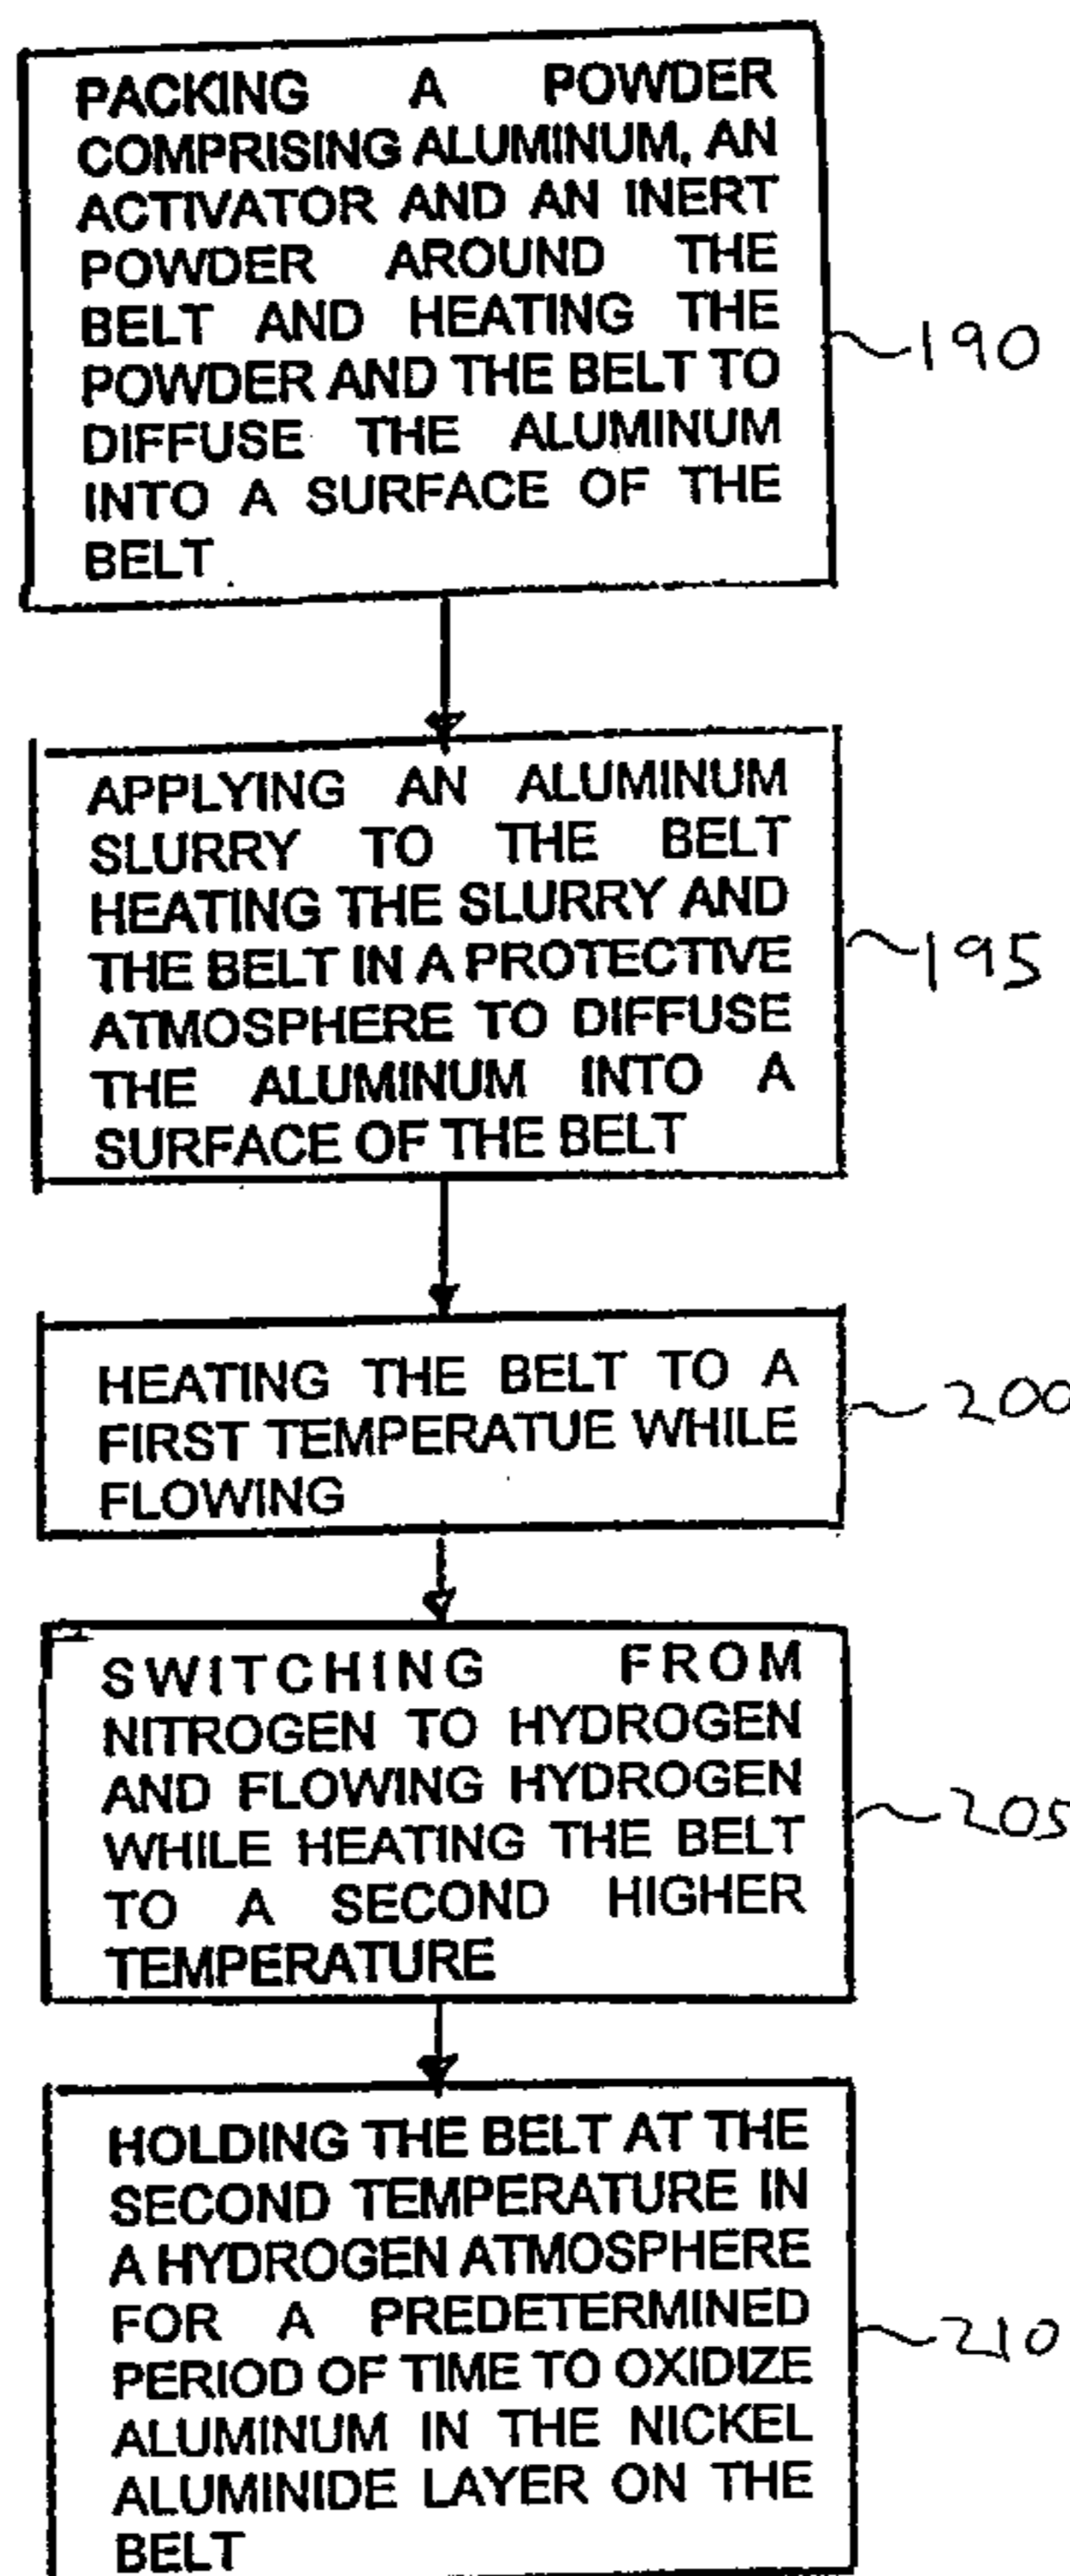 PACKING A POWDER
COMPRISING ALUMINUM, AN
ACTIVATOR AND AN INERT
POWDER AROUND THE
BELT AND HEATING THE
POWDER AND THE BELT TO
DIFFUSE THE ALUMINUM
INTO A SURFACE OF THE
BELT
190
APPLYING AN ALUMINUM
SLURRY TO THE BELT
HEATING THE SLURRY AND
THE BELT IN A PROTECTIVE
ATMOSPHERE TO DIFFUSE
THE ALUMINUM INTO A
SURFACE OF THE BELT
195
HEATING THE BELT TO A
FIRST TEMPERATUE WHILE
FLOWING
200
SWITCHING FROM
NITROGEN TO HYDROGEN
AND FLOWING HYDROGEN
WHILE HEATING THE BELT
TO A SECOND HIGHER
TEMPERATURE
205
HOLDING THE BELT AT THE
SECOND TEMPERATURE IN
A HYDROGEN ATMOSPHERE
FOR A PREDETERMINED
PERIOD OF TIME TO OXIDIZE
ALUMINUM IN THE NICKEL
ALUMINIDE LAYER ON THE
BELT
210